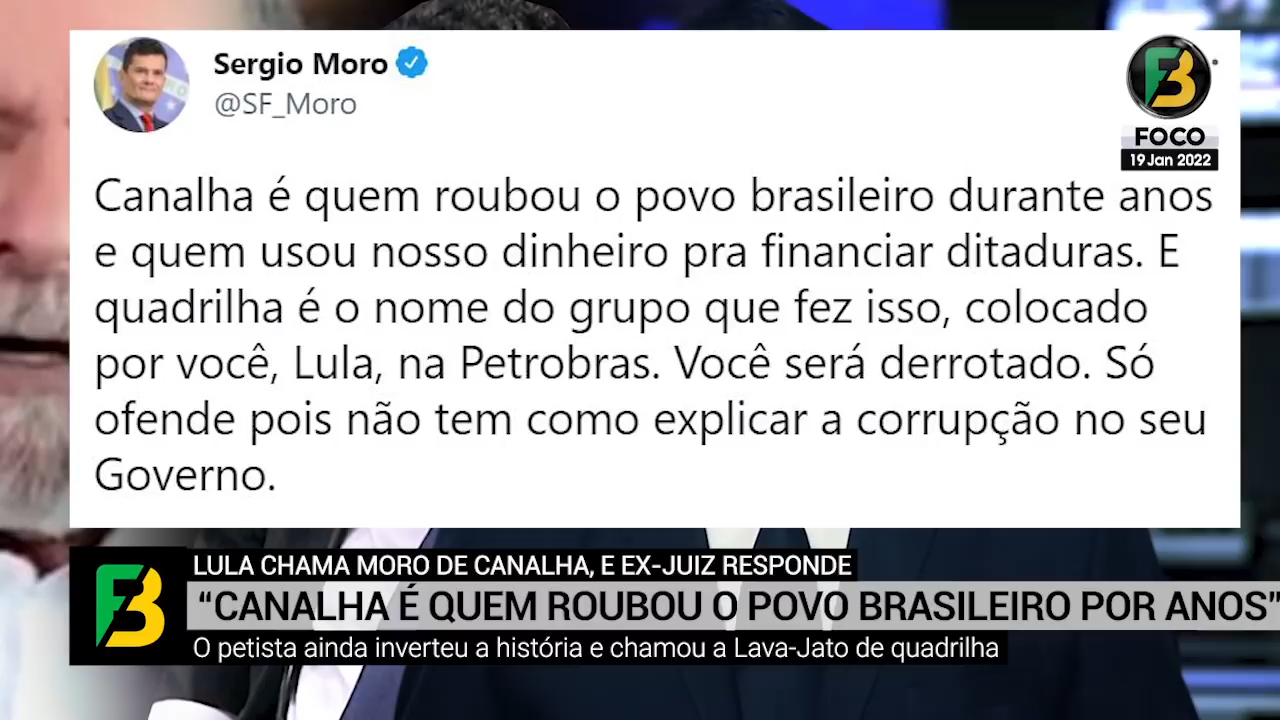 Sergio Moro
@SF_Moro
FB
FOCO
19 Jan 2022
Canalha é quem roubou o povo brasileiro durante anos
e quem usou nosso dinheiro pra financiar ditaduras. E
quadrilha é o nome do grupo que fez isso, colocado
por você, Lula, na Petrobras. Você será derrotado. Só
ofende pois não tem como explicar a corrupção no seu
Governo.
FB
LULA CHAMA MORO DE CANALHA, E EX-JUIZ RESPONDE
“CANALHA É QUEM ROUBOU O POVO BRASILEIRO POR ANOS”
O petista ainda inverteu a história e chamou a Lava-Jato de quadrilha